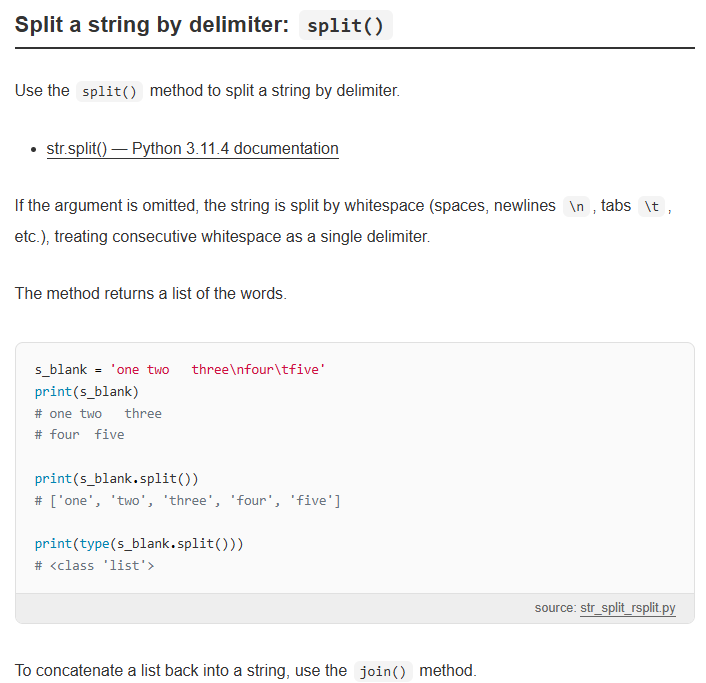 Split a string by delimiter: split()
Use the split() method to split a string by delimiter.
• str.split() — Python 3.11.4 documentation
If the argument is omitted, the string is split by whitespace (spaces, newlines \n , tabs \t ,
etc.), treating consecutive whitespace as a single delimiter.
The method returns a list of the words.
s_blank = 'one two   three\nfour\tfive'
print(s_blank)
# one two   three
# four  five
print(s_blank.split())
# ['one', 'two', 'three', 'four', 'five']
print(type(s_blank.split()))
# <class 'list'>
source: str_split_rsplit.py
To concatenate a list back into a string, use the join() method.